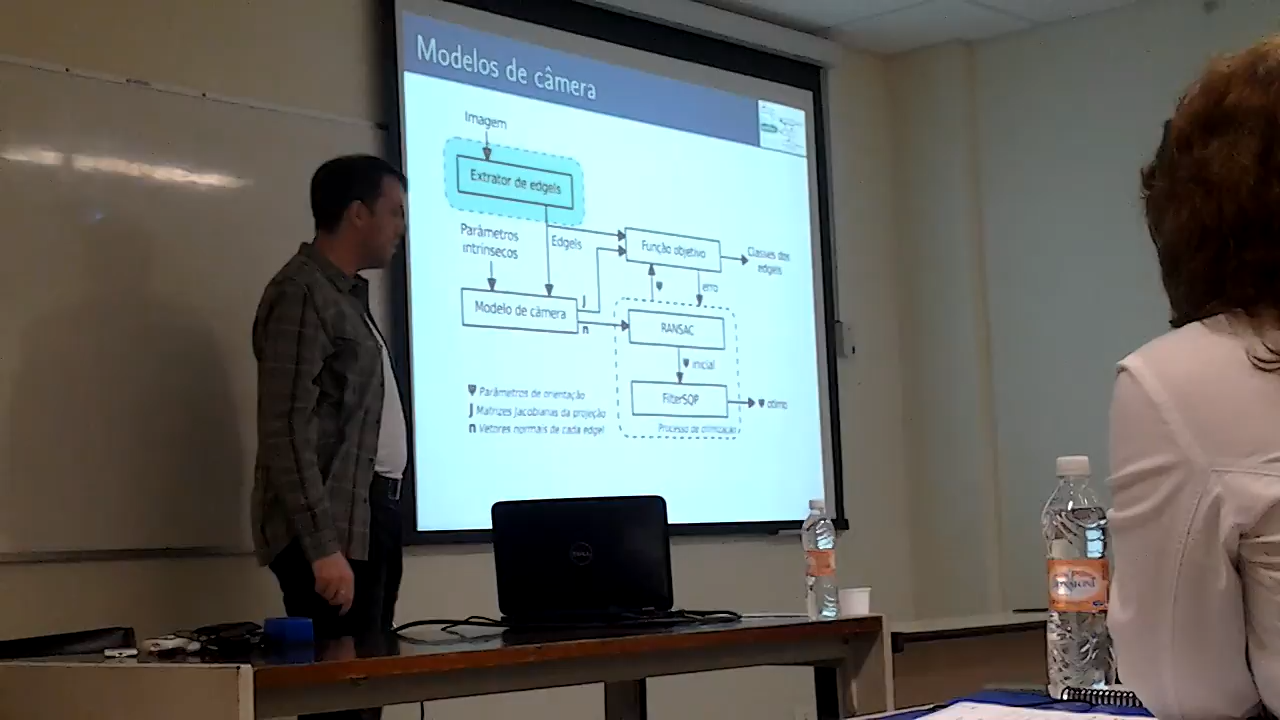 Modelos de câmera
Imagem
Extrator de edgels
Parâmetros
intrínsecos
Edgels
Função objetivo
Classes dos
edgels
Ψ
erro
Modelo de câmera
J
n
RANSAC
Ψ inicial
FilterSQP
Ψ ótimo
Processo de otimização
Ψ Parâmetros de orientação
J Matrizes Jacobianas da projeção
n Vetores normais de cada edgel
DELL